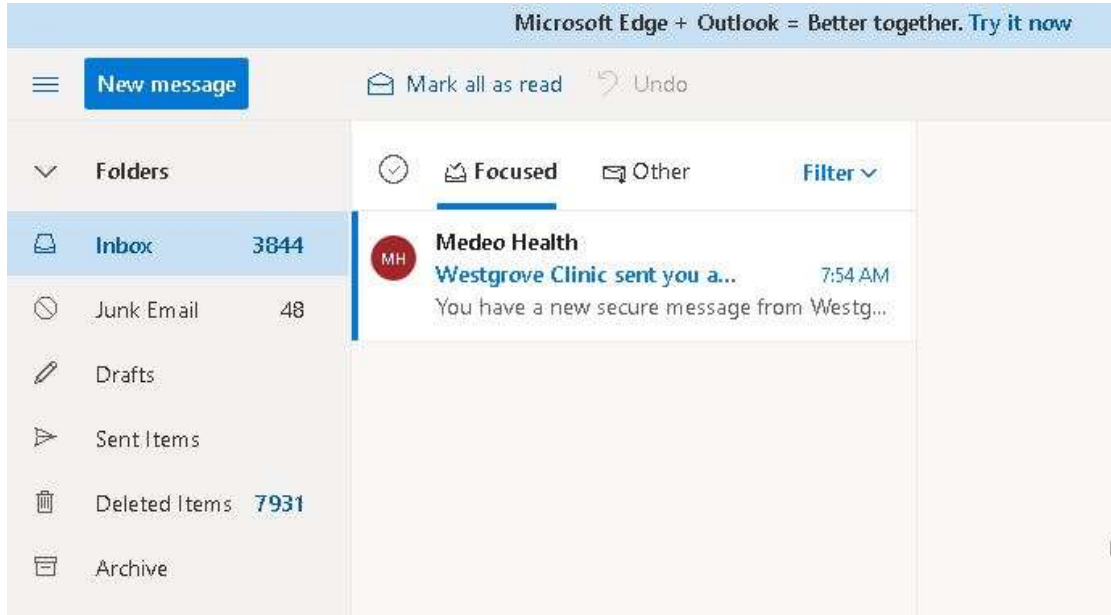 Microsoft Edge + Outlook = Better together. Try it now
New message
Mark all as read
Undo
Folders
Focused
Other
Filter
Inbox 3844
MH
Medeo Health
Westgrove Clinic sent you a... 7:54 AM
You have a new secure message from Westg...
Junk Email 48
Drafts
Sent Items
Deleted Items 7931
Archive